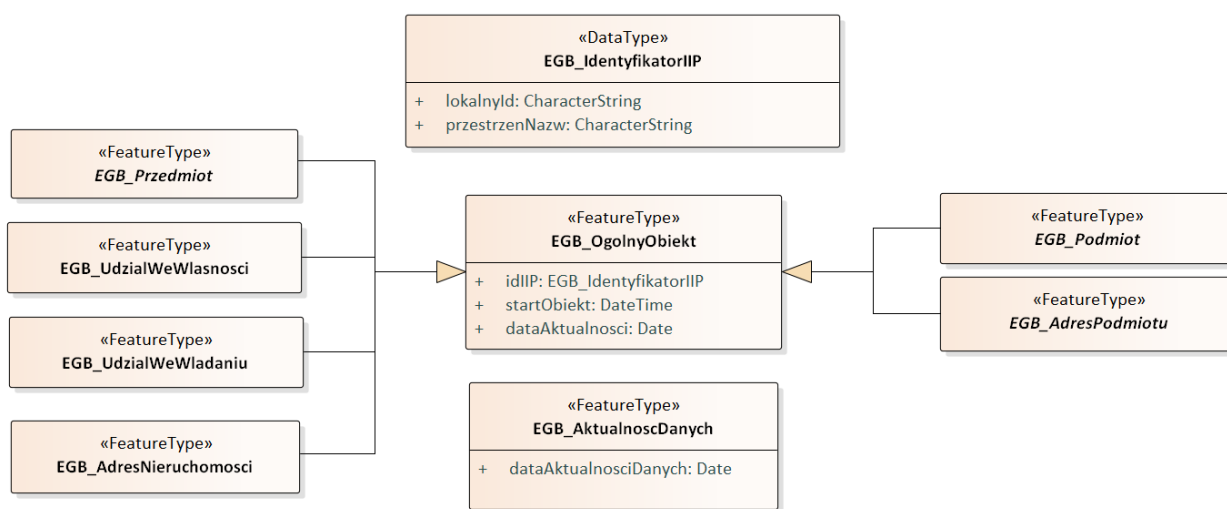 «DataType»
EGB_IdentyfikatorIIP
+ lokalnyId: CharacterString
+ przestrzenNazw: CharacterString
«FeatureType»
EGB_Przedmiot
«FeatureType»
EGB_UdzialWeWlasnosci
«FeatureType»
EGB_UdzialWeWladaniu
«FeatureType»
EGB_AdresNieruchomosci
«FeatureType»
EGB_OgolnyObiekt
+ idIIP: EGB_IdentyfikatorIIP
+ startObiekt: DateTime
+ dataAktualnosci: Date
«FeatureType»
EGB_AktualnoscDanych
+ dataAktualnosciDanych: Date
«FeatureType»
EGB_Podmiot
«FeatureType»
EGB_AdresPodmiotu